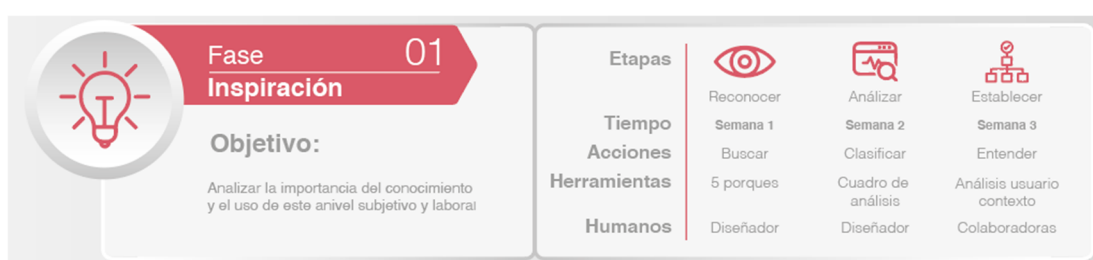 Fase 01
Inspiración
Objetivo:
Analizar la importancia del conocimiento
y el uso de este anivel subjetivo y laboral
Etapas
Reconocer Análizar Establecer
Tiempo Semana 1 Semana 2 Semana 3
Acciones Buscar Clasificar Entender
Herramientas 5 porques Cuadro de análisis Análisis usuario contexto
Humanos Diseñador Diseñador Colaboradoras